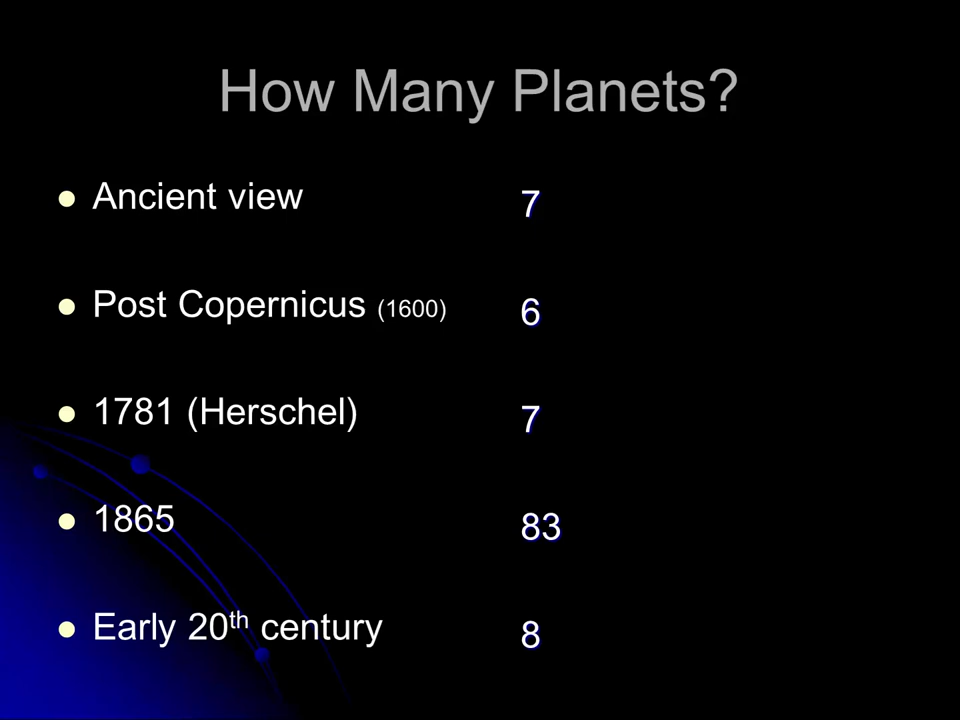 How Many Planets?
Ancient view 7
Post Copernicus (1600) 6
1781 (Herschel) 7
1865 83
Early 20th century 8